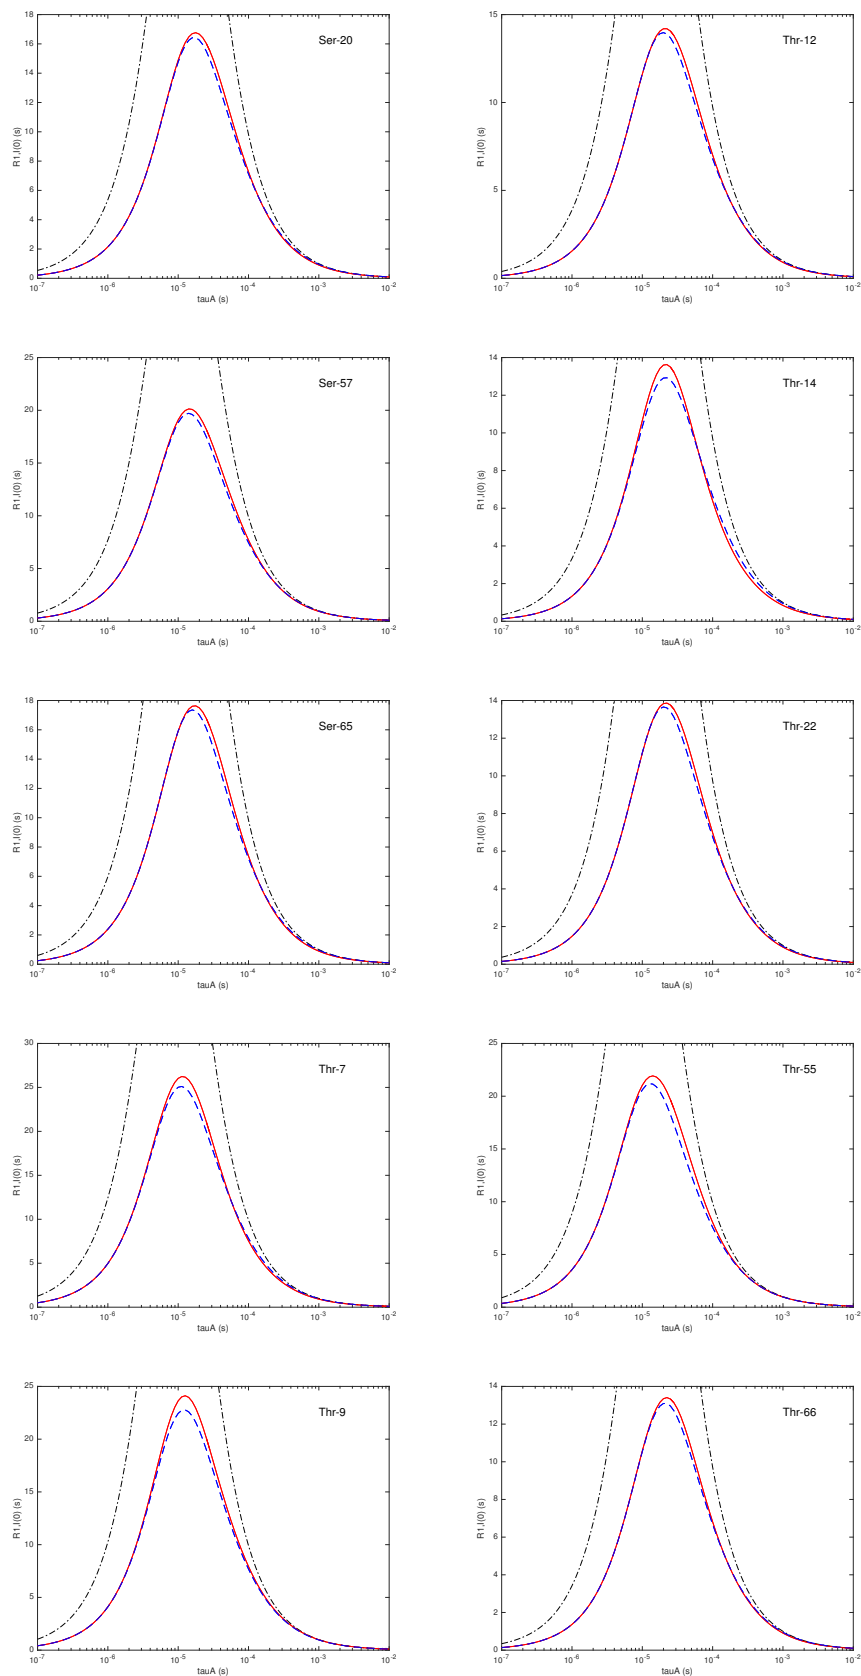 Ser-20
R1,I(0) (s)
18
16
14
12
10
8
6
4
2
0
10⁻⁷ 10⁻⁶ 10⁻⁵ 10⁻⁴ 10⁻³ 10⁻²
tauA (s)
Thr-12
R1,I(0) (s)
15
10
5
0
10⁻⁷ 10⁻⁶ 10⁻⁵ 10⁻⁴ 10⁻³ 10⁻²
tauA (s)
Ser-57
R1,I(0) (s)
25
20
15
10
5
0
10⁻⁷ 10⁻⁶ 10⁻⁵ 10⁻⁴ 10⁻³ 10⁻²
tauA (s)
Thr-14
R1,I(0) (s)
14
12
10
8
6
4
2
0
10⁻⁷ 10⁻⁶ 10⁻⁵ 10⁻⁴ 10⁻³ 10⁻²
tauA (s)
Ser-65
R1,I(0) (s)
18
16
14
12
10
8
6
4
2
0
10⁻⁷ 10⁻⁶ 10⁻⁵ 10⁻⁴ 10⁻³ 10⁻²
tauA (s)
Thr-22
R1,I(0) (s)
14
12
10
8
6
4
2
0
10⁻⁷ 10⁻⁶ 10⁻⁵ 10⁻⁴ 10⁻³ 10⁻²
tauA (s)
Thr-7
R1,I(0) (s)
30
25
20
15
10
5
0
10⁻⁷ 10⁻⁶ 10⁻⁵ 10⁻⁴ 10⁻³ 10⁻²
tauA (s)
Thr-55
R1,I(0) (s)
25
20
15
10
5
0
10⁻⁷ 10⁻⁶ 10⁻⁵ 10⁻⁴ 10⁻³ 10⁻²
tauA (s)
Thr-9
R1,I(0) (s)
25
20
15
10
5
0
10⁻⁷ 10⁻⁶ 10⁻⁵ 10⁻⁴ 10⁻³ 10⁻²
tauA (s)
Thr-66
R1,I(0) (s)
14
12
10
8
6
4
2
0
10⁻⁷ 10⁻⁶ 10⁻⁵ 10⁻⁴ 10⁻³ 10⁻²
tauA (s)